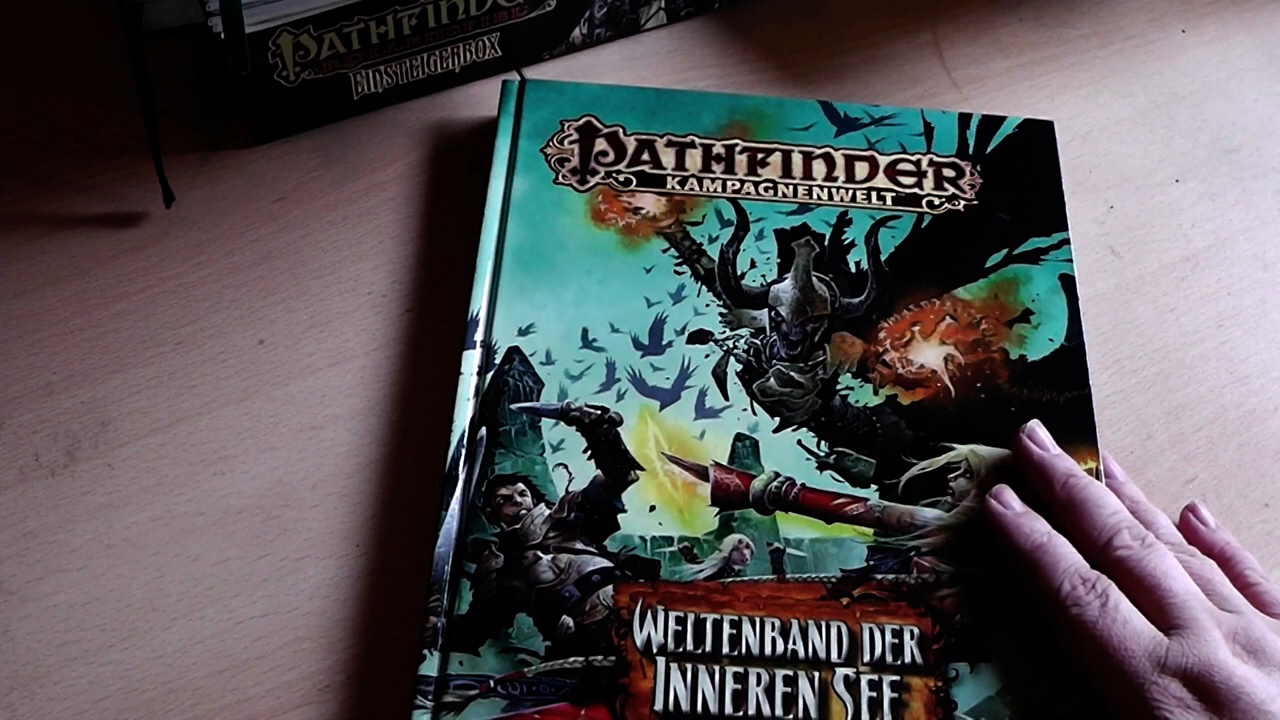 PATHFINDER
EINSTEIGERBOX
PATHFINDER
KAMPAGNENWELT
WELTENBAND DER
INNEREN SEE